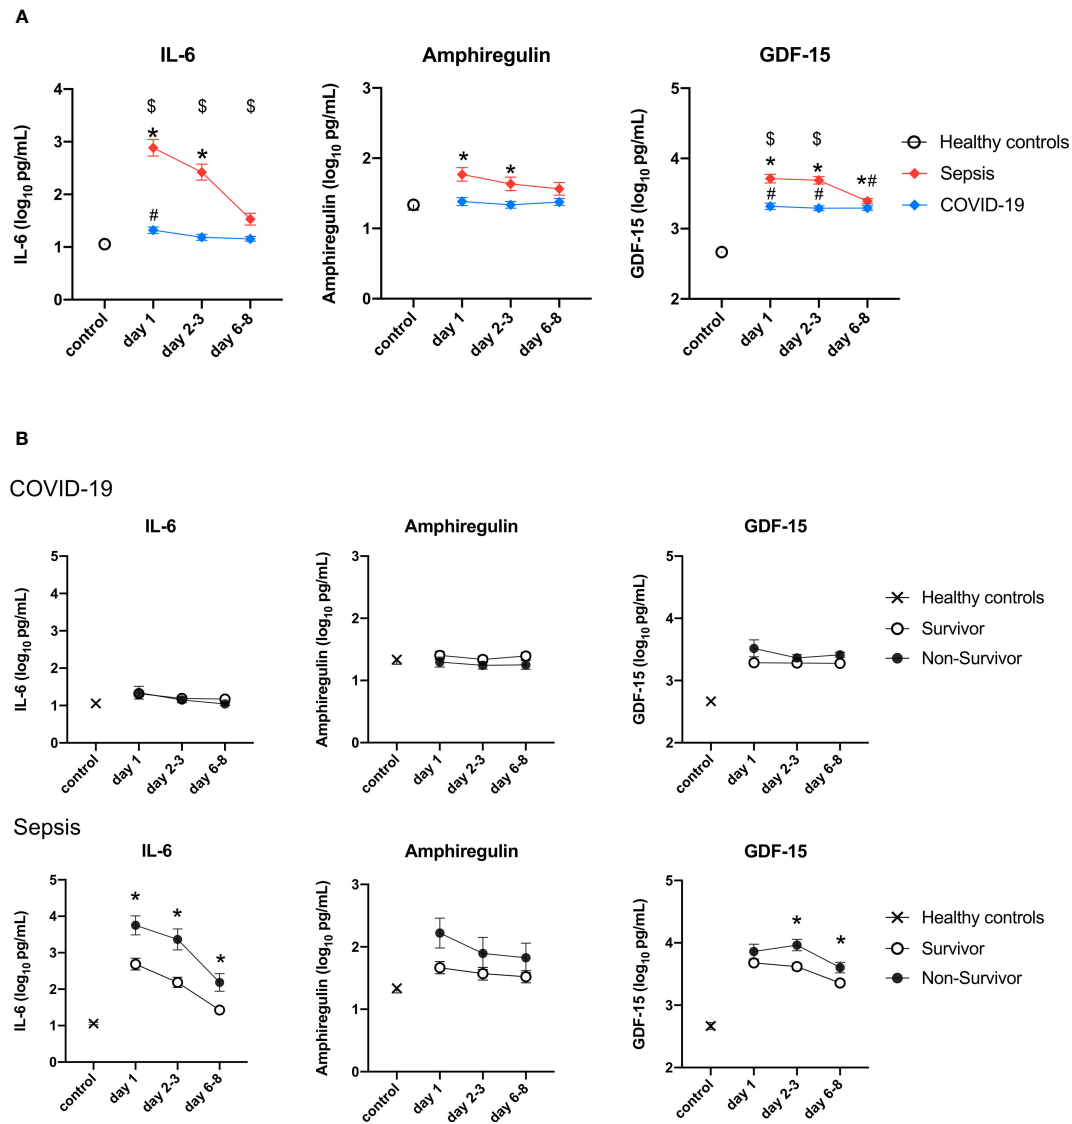 A
IL-6
Amphiregulin
GDF-15
IL-6 (log10 pg/mL)
4
3
2
1
0
$ $ $
* *
#
control
day 1
day 2-3
day 6-8
Amphiregulin (log10 pg/mL)
3
2
1
0
* *
control
day 1
day 2-3
day 6-8
GDF-15 (log10 pg/mL)
5
4
3
2
$ $
* * *#
# #
control
day 1
day 2-3
day 6-8
Healthy controls
Sepsis
COVID-19
B
COVID-19
IL-6
Amphiregulin
GDF-15
IL-6 (log10 pg/mL)
5
4
3
2
1
0
control
day 1
day 2-3
day 6-8
Amphiregulin (log10 pg/mL)
3
2
1
0
control
day 1
day 2-3
day 6-8
GDF-15 (log10 pg/mL)
5
4
3
2
control
day 1
day 2-3
day 6-8
Healthy controls
Survivor
Non-Survivor
Sepsis
IL-6
Amphiregulin
GDF-15
IL-6 (log10 pg/mL)
5
4
3
2
1
0
* * *
control
day 1
day 2-3
day 6-8
Amphiregulin (log10 pg/mL)
3
2
1
0
control
day 1
day 2-3
day 6-8
GDF-15 (log10 pg/mL)
5
4
3
2
* *
control
day 1
day 2-3
day 6-8
Healthy controls
Survivor
Non-Survivor